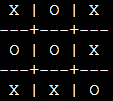 X | O | X
---+---+---
O | O | X
---+---+---
X | X | O